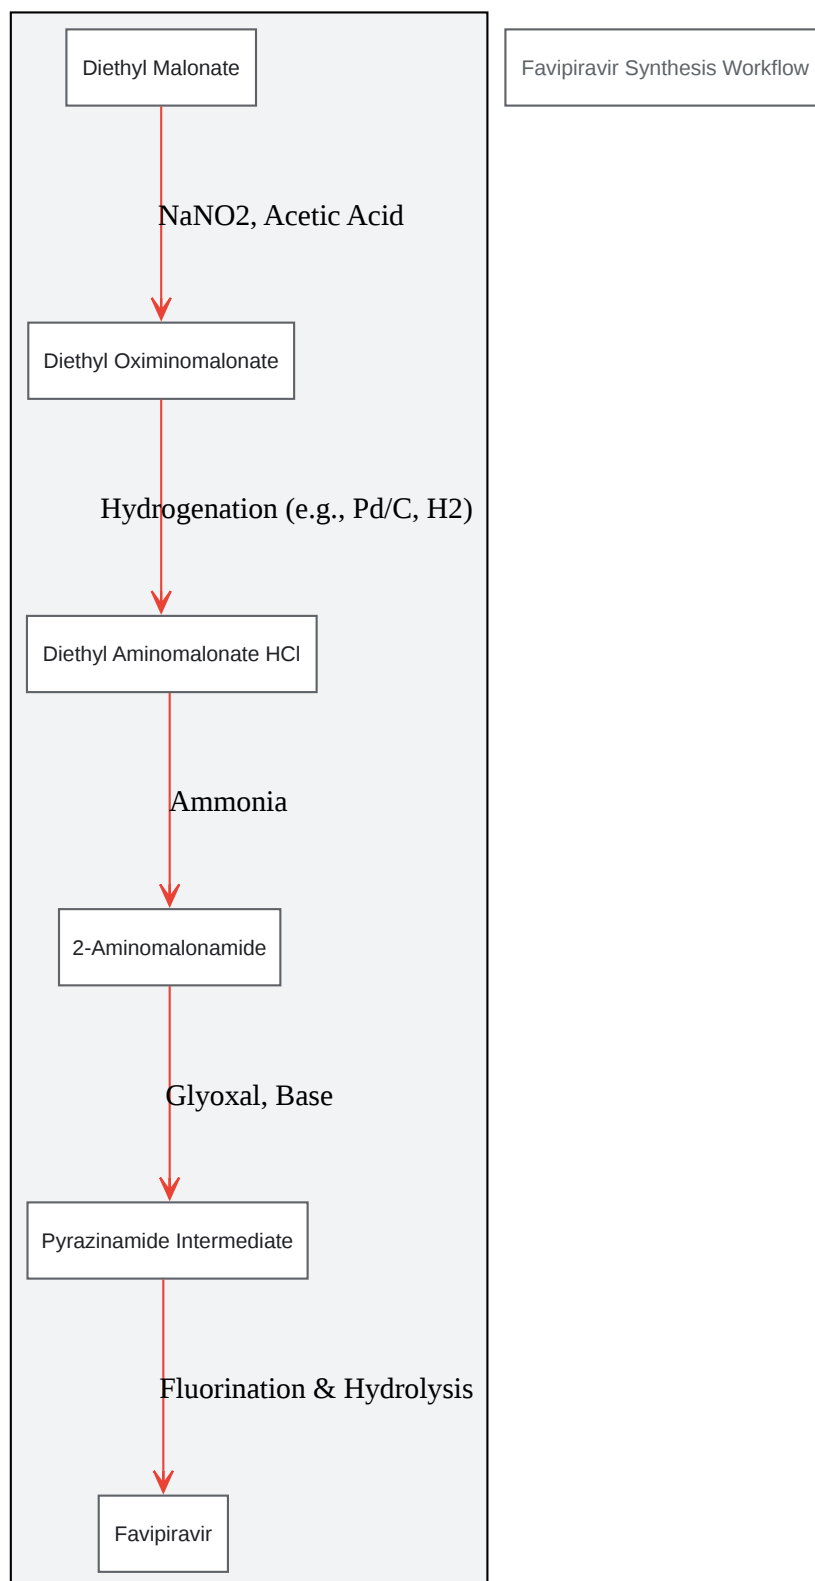 Diethyl Malonate
Favipiravir Synthesis Workflow
NaNO2, Acetic Acid
Diethyl Oximinomalonate
Hydrogenation (e.g., Pd/C, H2)
Diethyl Aminomalonate HCl
Ammonia
2-Aminomalonamide
Glyoxal, Base
Pyrazinamide Intermediate
Fluorination & Hydrolysis
Favipiravir